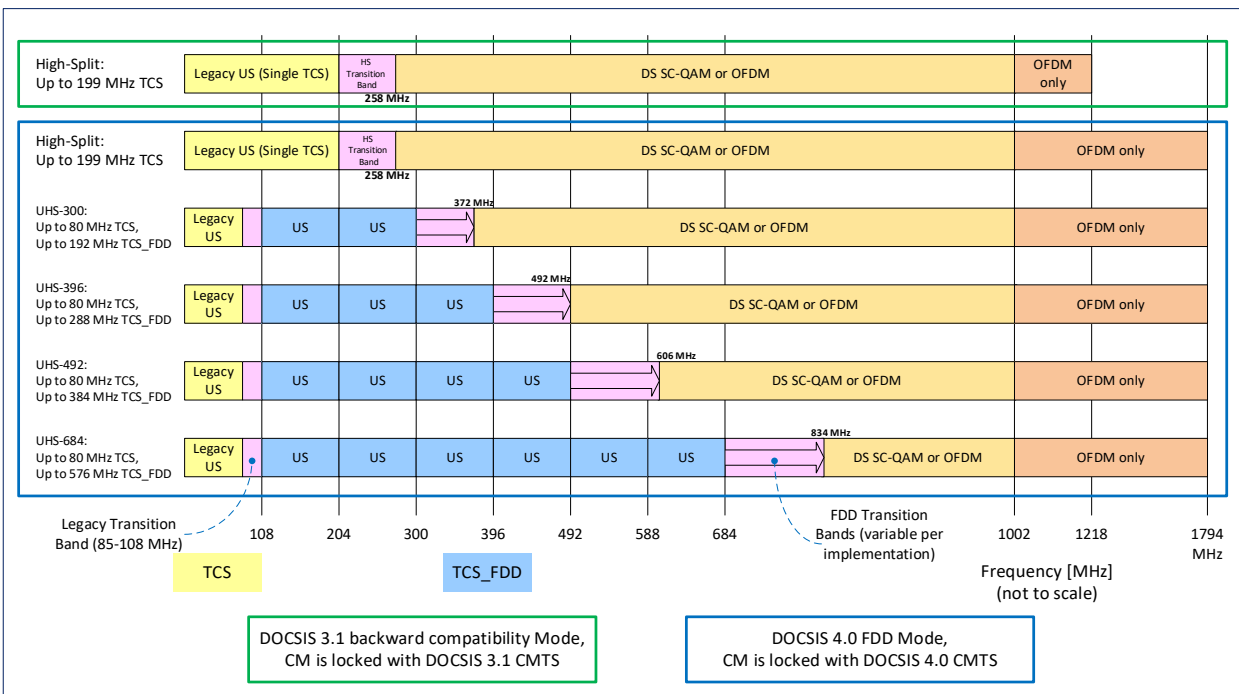 High-Split:
Up to 199 MHz TCS
Legacy US (Single TCS)
HS
Transition
Band
258 MHz
DS SC-QAM or OFDM
OFDM
only
High-Split:
Up to 199 MHz TCS
Legacy US (Single TCS)
HS
Transition
Band
258 MHz
DS SC-QAM or OFDM
OFDM only
UHS-300:
Up to 80 MHz TCS,
Up to 192 MHz TCS_FDD
Legacy
US
US
US
372 MHz
DS SC-QAM or OFDM
OFDM only
UHS-396:
Up to 80 MHz TCS,
Up to 288 MHz TCS_FDD
Legacy
US
US
US
US
492 MHz
DS SC-QAM or OFDM
OFDM only
UHS-492:
Up to 80 MHz TCS,
Up to 384 MHz TCS_FDD
Legacy
US
US
US
US
US
606 MHz
DS SC-QAM or OFDM
OFDM only
UHS-684:
Up to 80 MHz TCS,
Up to 576 MHz TCS_FDD
Legacy
US
US
US
US
US
US
US
834 MHz
DS SC-QAM or OFDM
OFDM only
Legacy Transition
Band (85-108 MHz)
108
204
300
396
492
588
684
FDD Transition
Bands (variable per
implementation)
1002
1218
1794
MHz
TCS
TCS_FDD
Frequency [MHz]
(not to scale)
DOCSIS 3.1 backward compatibility Mode,
CM is locked with DOCSIS 3.1 CMTS
DOCSIS 4.0 FDD Mode,
CM is locked with DOCSIS 4.0 CMTS